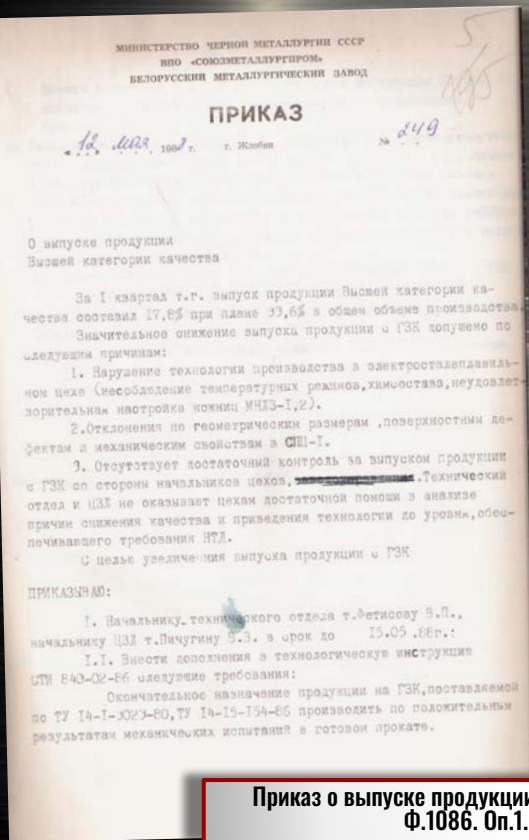 МИНИСТЕРСТВО ЧЕРНОЙ МЕТАЛЛУРГИИ СССР
ВПО «СОЮЗМЕТАЛЛУРГПРОМ»
БЕЛОРУССКИЙ МЕТАЛЛУРГИЧЕСКИЙ ЗАВОД
ПРИКАЗ
12 мая 1988 г. г. Жлобин № 249
О выпуске продукции
Высшей категории качества
За I квартал т.г. выпуск продукции Высшей категории ка-
чества составил 17,8% при плане 33,6% в общем объеме производства.
Значительное снижение выпуска продукции с ГЗК допущено по
следующим причинам:
1. Нарушение технологии производства в электросталеплавиль-
ном цехе (несоблюдение температурных режимов,химсостава,неудовлет-
ворительная настройка ножниц МНЛЗ-1,2).
2.Отклонения по геометрическим размерам ,поверхностным де-
фектам и механическим свойствам в СПЦ-1.
3. Отсутствует достаточный контроль за выпуском продукции
с ГЗК со стороны начальников цехов, .Технический
отдел и ЦЗЛ не оказывает цехам достаточной помощи в анализе
причин снижения качества и приведения технологии до уровня,обес-
печивающего требования НТД.
С целью увеличения выпуска продукции с ГЗК
ПРИКАЗЫВАЮ:
I. Начальнику технического отдела т.Фетисову В.П.,
начальнику ЦЗЛ т.Пичугину В.З. в срок до 15.05 .88г.:
I.I. Внести дополнения в технологическую инструкцию
СТИ 840-02-86 следующие требования:
Окончательное назначение продукции на ГЗК,поставляемой
по ТУ 14-1-3023-80,ТУ 14-15-154-86 производить по положительным
результатам механических испытаний в готовом прокате.
Приказ о выпуске продукции
Ф.1086. Оп.1.